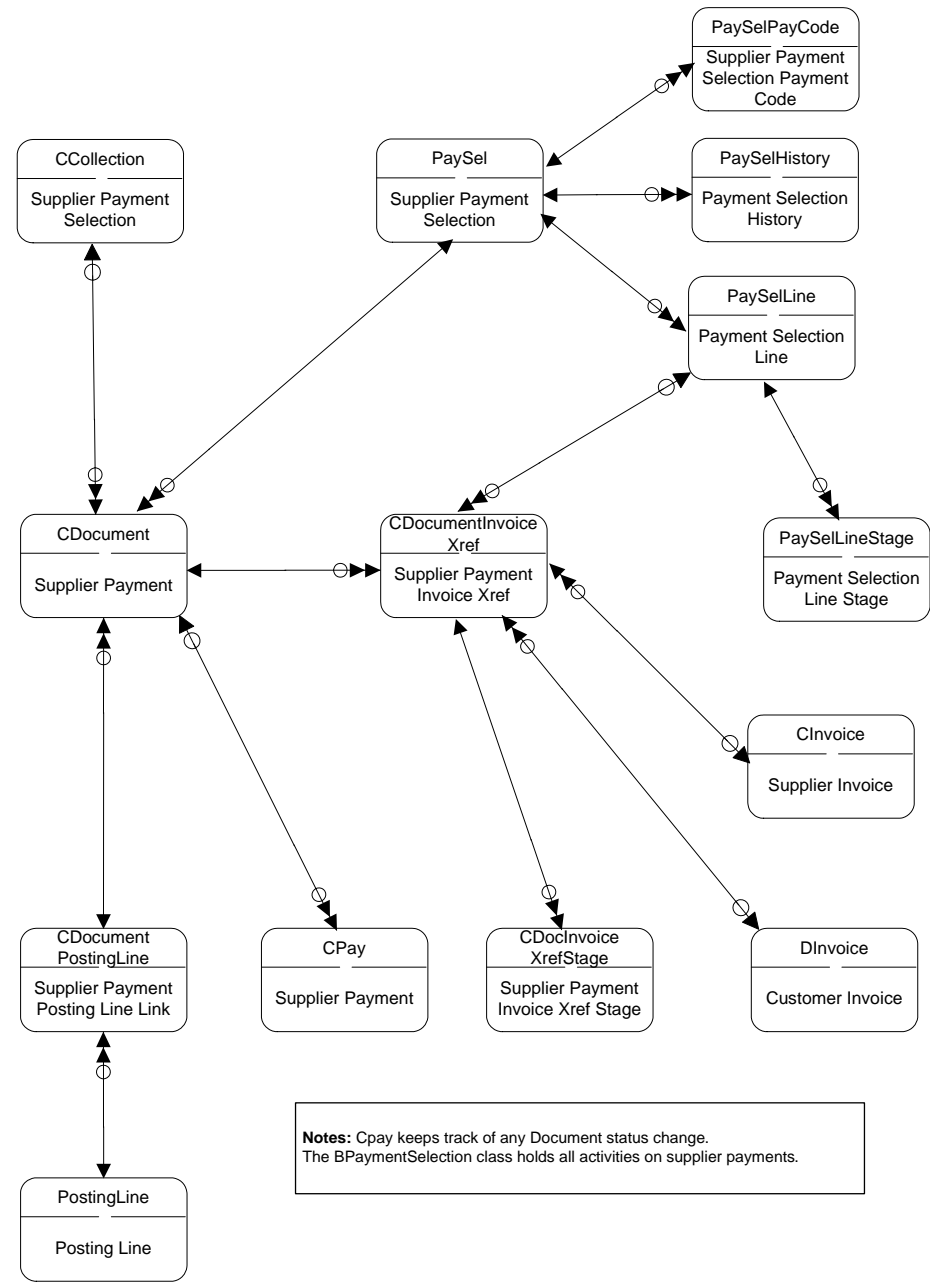 PaySelPayCode
Supplier Payment
Selection Payment
Code
CCollection
Supplier Payment
Selection
PaySel
Supplier Payment
Selection
PaySelHistory
Payment Selection
History
PaySelLine
Payment Selection
Line
CDocument
Supplier Payment
CDocumentInvoice
Xref
Supplier Payment
Invoice Xref
PaySelLineStage
Payment Selection
Line Stage
CInvoice
Supplier Invoice
CDocument
PostingLine
Supplier Payment
Posting Line Link
CPay
Supplier Payment
CDocInvoice
XrefStage
Supplier Payment
Invoice Xref Stage
DInvoice
Customer Invoice
Notes: Cpay keeps track of any Document status change.
The BPaymentSelection class holds all activities on supplier payments.
PostingLine
Posting Line